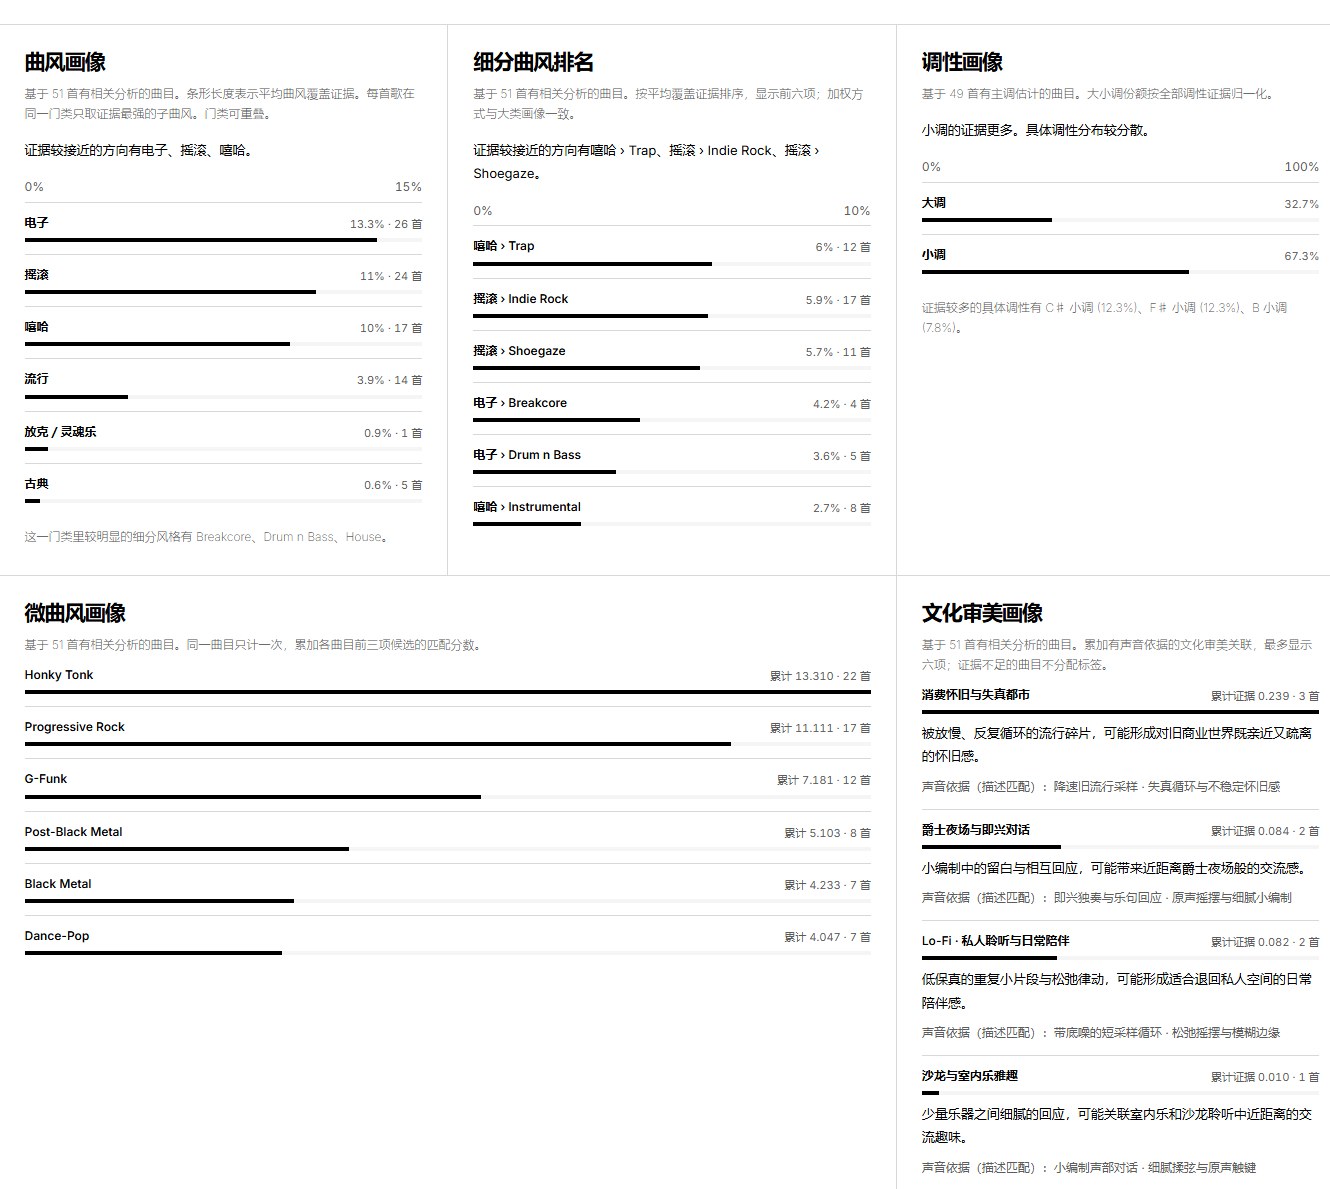 曲风画像
基于 51 首有相关分析的曲目。条形长度表示平均曲风覆盖证据。每首歌在
同一门类只取证据最强的子曲风。门类可重叠。
证据较接近的方向有电子、摇滚、嘻哈。
0% 15%
电子 13.3% · 26 首
摇滚 11% · 24 首
嘻哈 10% · 17 首
流行 3.9% · 14 首
放克 / 灵魂乐 0.9% · 1 首
古典 0.6% · 5 首
这一门类里较明显的细分风格有 Breakcore、Drum n Bass、House。
细分曲风排名
基于 51 首有相关分析的曲目。按平均覆盖证据排序，显示前六项；加权方
式与大类画像一致。
证据较接近的方向有嘻哈 › Trap、摇滚 › Indie Rock、摇滚 ›
Shoegaze。
0% 10%
嘻哈 › Trap 6% · 12 首
摇滚 › Indie Rock 5.9% · 17 首
摇滚 › Shoegaze 5.7% · 11 首
电子 › Breakcore 4.2% · 4 首
电子 › Drum n Bass 3.6% · 5 首
嘻哈 › Instrumental 2.7% · 8 首
调性画像
基于 49 首有主调估计的曲目。大小调份额按全部调性证据归一化。
小调的证据更多。具体调性分布较分散。
0% 100%
大调 32.7%
小调 67.3%
证据较多的具体调性有 C♯ 小调 (12.3%)、F♯ 小调 (12.3%)、B 小调
(7.8%)。
微曲风画像
基于 51 首有相关分析的曲目。同一曲目只计一次，累加各曲目前三项候选的匹配分数。
Honky Tonk 累计 13.310 · 22 首
Progressive Rock 累计 11.111 · 17 首
G-Funk 累计 7.181 · 12 首
Post-Black Metal 累计 5.103 · 8 首
Black Metal 累计 4.233 · 7 首
Dance-Pop 累计 4.047 · 7 首
文化审美画像
基于 51 首有相关分析的曲目。累加有声音依据的文化审美关联，最多显示
六项；证据不足的曲目不分配标签。
消费怀旧与失真都市 累计证据 0.239 · 3 首
被放慢、反复循环的流行碎片，可能形成对旧商业世界既亲近又疏离
的怀旧感。
声音依据（描述匹配）：降速旧流行采样 · 失真循环与不稳定怀旧感
爵士夜场与即兴对话 累计证据 0.084 · 2 首
小编制中的留白与相互回应，可能带来近距离爵士夜场般的交流感。
声音依据（描述匹配）：即兴独奏与乐句回应 · 原声摇摆与细腻小编制
Lo-Fi · 私人聆听与日常陪伴 累计证据 0.082 · 2 首
低保真的重复小片段与松弛律动，可能形成适合退回私人空间的日常
陪伴感。
声音依据（描述匹配）：带底噪的短采样循环 · 松弛摇摆与模糊边缘
沙龙与室内乐雅趣 累计证据 0.010 · 1 首
少量乐器之间细腻的回应，可能关联室内乐和沙龙聆听中近距离的交
流趣味。
声音依据（描述匹配）：小编制声部对话 · 细腻揉弦与原声触键